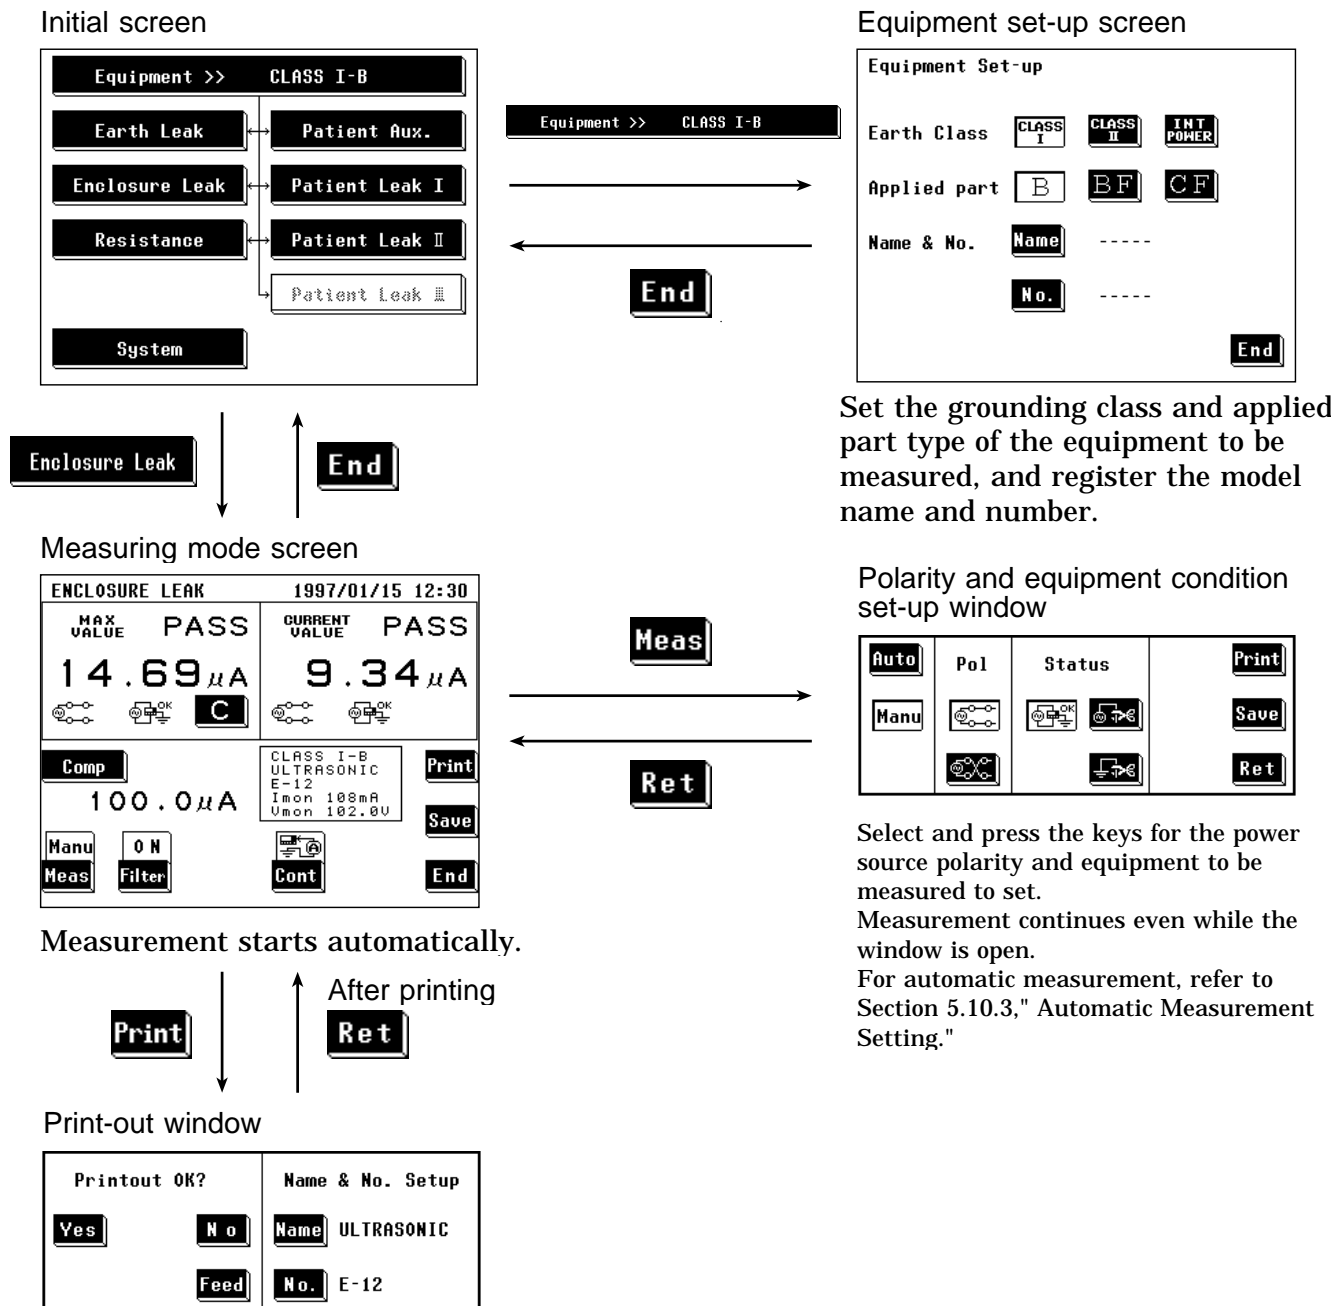 Initial screen
Equipment >> CLASS I-B
Earth Leak
Patient Aux.
Enclosure Leak
Patient Leak I
Resistance
Patient Leak II
Patient Leak III
System
Equipment >> CLASS I-B
End
Equipment set-up screen
Equipment Set-up
Earth Class
CLASS
I
CLASS
II
INT
POWER
Applied part
B
BF
CF
Name & No.
Name
-----
No.
-----
End
Set the grounding class and applied
part type of the equipment to be
measured, and register the model
name and number.
Enclosure Leak
End
Measuring mode screen
ENCLOSURE LEAK 1997/01/15 12:30
MAX
VALUE
PASS
14.69μA
OK
C
CURRENT
VALUE
PASS
9.34μA
OK
Comp
100.0μA
CLASS I-B
ULTRASONIC
E-12
Imon 108mA
Vmon 102.0V
Print
Save
Manu
Meas
ON
Filter
A
Cont
End
Measurement starts automatically.
Meas
Ret
Polarity and equipment condition
set-up window
Auto
Pol
Status
Print
Manu
OK
Save
Ret
Select and press the keys for the power
source polarity and equipment to be
measured to set.
Measurement continues even while the
window is open.
For automatic measurement, refer to
Section 5.10.3," Automatic Measurement
Setting."
Print
After printing
Ret
Print-out window
Printout OK?
Yes
No
Feed
Name & No. Setup
Name ULTRASONIC
No. E-12